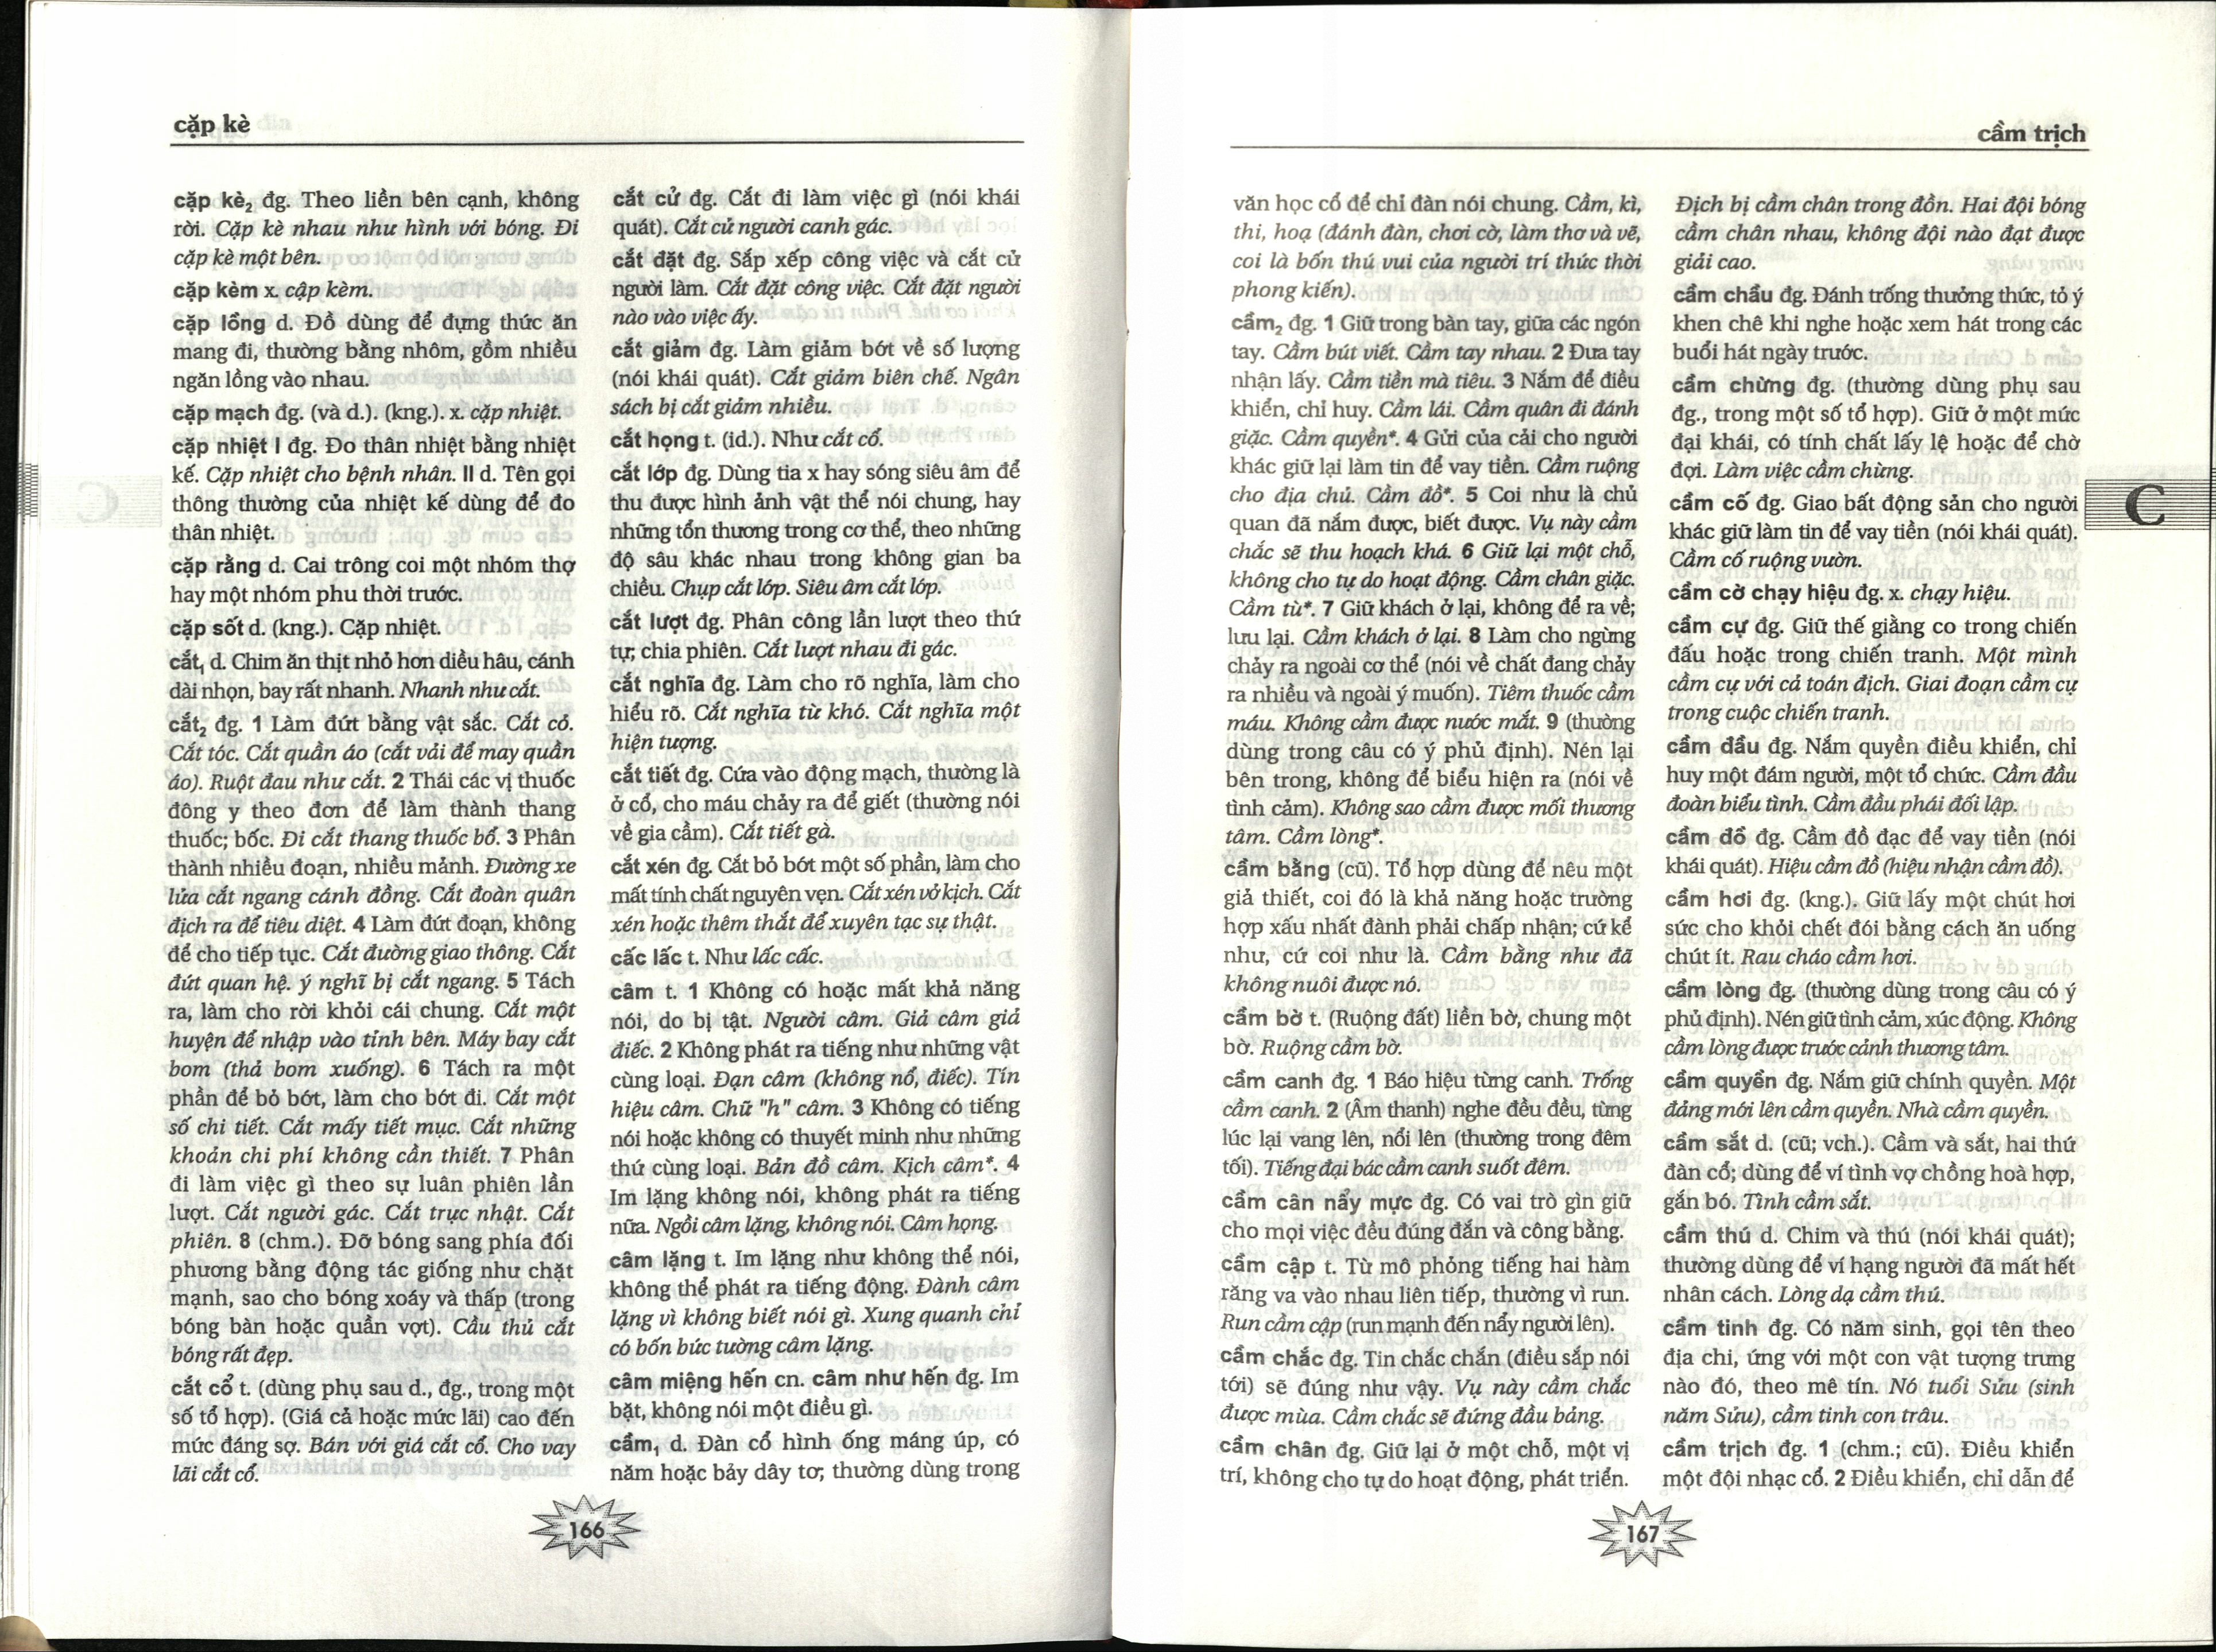 cặp kè
cặp kè₂ đg. Theo liền bên cạnh, không
rời. Cặp kè nhau như hình với bóng. Đi
cặp kè một bên.
cặp kèm x. cập kèm.
cặp lồng d. Đồ dùng để đựng thức ăn
mang đi, thường bằng nhôm, gồm nhiều
ngăn lồng vào nhau.
cặp mạch đg. (và d.). (kng.). x. cặp nhiệt.
cặp nhiệt I đg. Đo thân nhiệt bằng nhiệt
kế. Cặp nhiệt cho bệnh nhân. II d. Tên gọi
thông thường của nhiệt kế dùng để đo
thân nhiệt.
cặp rằng d. Cai trông coi một nhóm thợ
hay một nhóm phu thời trước.
cặp sốt d. (kng.). Cặp nhiệt.
cắt₁ d. Chim ăn thịt nhỏ hơn diều hâu, cánh
dài nhọn, bay rất nhanh. Nhanh như cắt.
cắt₂ đg. 1 Làm đứt bằng vật sắc. Cắt cỏ.
Cắt tóc. Cắt quần áo (cắt vải để may quần
áo). Ruột đau như cắt. 2 Thái các vị thuốc
đông y theo đơn để làm thành thang
thuốc; bốc. Đi cắt thang thuốc bổ. 3 Phân
thành nhiều đoạn, nhiều mảnh. Đường xe
lửa cắt ngang cánh đồng. Cắt đoàn quân
địch ra để tiêu diệt. 4 Làm đứt đoạn, không
để cho tiếp tục. Cắt đường giao thông. Cắt
đứt quan hệ. ý nghĩ bị cắt ngang. 5 Tách
ra, làm cho rời khỏi cái chung. Cắt một
huyện để nhập vào tỉnh bên. Máy bay cắt
bom (thả bom xuống). 6 Tách ra một
phần để bỏ bớt, làm cho bớt đi. Cắt một
số chi tiết. Cắt mấy tiết mục. Cắt những
khoản chi phí không cần thiết. 7 Phân
đi làm việc gì theo sự luân phiên lần
lượt. Cắt người gác. Cắt trực nhật. Cắt
phiên. 8 (chm.). Đỡ bóng sang phía đối
phương bằng động tác giống như chặt
mạnh, sao cho bóng xoáy và thấp (trong
bóng bàn hoặc quần vợt). Cầu thủ cắt
bóng rất đẹp.
cắt cổ t. (dùng phụ sau d., đg., trong một
số tổ hợp). (Giá cả hoặc mức lãi) cao đến
mức đáng sợ. Bán với giá cắt cổ. Cho vay
lãi cắt cổ.
cắt cử đg. Cắt đi làm việc gì (nói khái
quát). Cắt cử người canh gác.
cắt đặt đg. Sắp xếp công việc và cắt cử
người làm. Cắt đặt công việc. Cắt đặt người
nào vào việc ấy.
cắt giảm đg. Làm giảm bớt về số lượng
(nói khái quát). Cắt giảm biên chế. Ngân
sách bị cắt giảm nhiều.
cắt họng t. (id.). Như cắt cổ.
cắt lớp đg. Dùng tia x hay sóng siêu âm để
thu được hình ảnh vật thể nói chung, hay
những tổn thương trong cơ thể, theo những
độ sâu khác nhau trong không gian ba
chiều. Chụp cắt lớp. Siêu âm cắt lớp.
cắt lượt đg. Phân công lần lượt theo thứ
tự; chia phiên. Cắt lượt nhau đi gác.
cắt nghĩa đg. Làm cho rõ nghĩa, làm cho
hiểu rõ. Cắt nghĩa từ khó. Cắt nghĩa một
hiện tượng.
cắt tiết đg. Cứa vào động mạch, thường là
ở cổ, cho máu chảy ra để giết (thường nói
về gia cầm). Cắt tiết gà.
cắt xén đg. Cắt bỏ bớt một số phần, làm cho
mất tính chất nguyên vẹn. Cắt xén vở kịch. Cắt
xén hoặc thêm thắt để xuyên tạc sự thật.
cấc lấc t. Như lấc cấc.
câm t. 1 Không có hoặc mất khả năng
nói, do bị tật. Người câm. Giả câm giả
điếc. 2 Không phát ra tiếng như những vật
cùng loại. Đạn câm (không nổ, điếc). Tín
hiệu câm. Chữ "h" câm. 3 Không có tiếng
nói hoặc không có thuyết minh như những
thứ cùng loại. Bản đồ câm. Kịch câm*. 4
Im lặng không nói, không phát ra tiếng
nữa. Ngồi câm lặng, không nói. Câm họng.
câm lặng t. Im lặng như không thể nói,
không thể phát ra tiếng động. Đành câm
lặng vì không biết nói gì. Xung quanh chỉ
có bốn bức tường câm lặng.
câm miệng hến cn. câm như hến đg. Im
bặt, không nói một điều gì.
cầm₁ d. Đàn cổ hình ống máng úp, có
năm hoặc bảy dây tơ; thường dùng trong
166
cầm trịch
văn học cổ để chỉ đàn nói chung. Cầm, kì,
thi, hoạ (đánh đàn, chơi cờ, làm thơ và vẽ,
coi là bốn thú vui của người trí thức thời
phong kiến).
cầm₂ đg. 1 Giữ trong bàn tay, giữa các ngón
tay. Cầm bút viết. Cầm tay nhau. 2 Đưa tay
nhận lấy. Cầm tiền mà tiêu. 3 Nắm để điều
khiển, chỉ huy. Cầm lái. Cầm quân đi đánh
giặc. Cầm quyền*. 4 Gửi của cải cho người
khác giữ lại làm tin để vay tiền. Cầm ruộng
cho địa chủ. Cầm đồ*. 5 Coi như là chủ
quan đã nắm được, biết được. Vụ này cầm
chắc sẽ thu hoạch khá. 6 Giữ lại một chỗ,
không cho tự do hoạt động. Cầm chân giặc.
Cầm tù*. 7 Giữ khách ở lại, không để ra về;
lưu lại. Cầm khách ở lại. 8 Làm cho ngừng
chảy ra ngoài cơ thể (nói về chất đang chảy
ra nhiều và ngoài ý muốn). Tiêm thuốc cầm
máu. Không cầm được nước mắt. 9 (thường
dùng trong câu có ý phủ định). Nén lại
bên trong, không để biểu hiện ra (nói về
tình cảm). Không sao cầm được mối thương
tâm. Cầm lòng*.
cầm bằng (cũ). Tổ hợp dùng để nêu một
giả thiết, coi đó là khả năng hoặc trường
hợp xấu nhất đành phải chấp nhận; cứ kể
như, cứ coi như là. Cầm bằng như đã
không nuôi được nó.
cầm bờ t. (Ruộng đất) liền bờ, chung một
bờ. Ruộng cầm bờ.
cầm canh đg. 1 Báo hiệu từng canh. Trống
cầm canh. 2 (Âm thanh) nghe đều đều, từng
lúc lại vang lên, nổi lên (thường trong đêm
tối). Tiếng đại bác cầm canh suốt đêm.
cầm cân nẩy mực đg. Có vai trò gìn giữ
cho mọi việc đều đúng đắn và công bằng.
cầm cập t. Từ mô phỏng tiếng hai hàm
răng va vào nhau liên tiếp, thường vì run.
Run cầm cập (run mạnh đến nẩy người lên).
cầm chắc đg. Tin chắc chắn (điều sắp nói
tới) sẽ đúng như vậy. Vụ này cầm chắc
được mùa. Cầm chắc sẽ đứng đầu bảng.
cầm chân đg. Giữ lại ở một chỗ, một vị
trí, không cho tự do hoạt động, phát triển.
Địch bị cầm chân trong đồn. Hai đội bóng
cầm chân nhau, không đội nào đạt được
giải cao.
cầm chầu đg. Đánh trống thưởng thức, tỏ ý
khen chê khi nghe hoặc xem hát trong các
buổi hát ngày trước.
cầm chừng đg. (thường dùng phụ sau
đg., trong một số tổ hợp). Giữ ở một mức
đại khái, có tính chất lấy lệ hoặc để chờ
đợi. Làm việc cầm chừng.
cầm cố đg. Giao bất động sản cho người
khác giữ làm tin để vay tiền (nói khái quát).
Cầm cố ruộng vườn.
cầm cờ chạy hiệu đg. x. chạy hiệu.
cầm cự đg. Giữ thế giằng co trong chiến
đấu hoặc trong chiến tranh. Một mình
cầm cự với cả toán địch. Giai đoạn cầm cự
trong cuộc chiến tranh.
cầm đầu đg. Nắm quyền điều khiển, chỉ
huy một đám người, một tổ chức. Cầm đầu
đoàn biểu tình. Cầm đầu phái đối lập.
cầm đồ đg. Cầm đồ đạc để vay tiền (nói
khái quát). Hiệu cầm đồ (hiệu nhận cầm đồ).
cầm hơi đg. (kng.). Giữ lấy một chút hơi
sức cho khỏi chết đói bằng cách ăn uống
chút ít. Rau cháo cầm hơi.
cầm lòng đg. (thường dùng trong câu có ý
phủ định). Nén giữ tình cảm, xúc động. Không
cầm lòng được trước cảnh thương tâm.
cầm quyền đg. Nắm giữ chính quyền. Một
đảng mới lên cầm quyền. Nhà cầm quyền.
cầm sắt d. (cũ; vch.). Cầm và sắt, hai thứ
đàn cổ; dùng để ví tình vợ chồng hoà hợp,
gắn bó. Tình cầm sắt.
cầm thú d. Chim và thú (nói khái quát);
thường dùng để ví hạng người đã mất hết
nhân cách. Lòng dạ cầm thú.
cầm tinh đg. Có năm sinh, gọi tên theo
địa chi, ứng với một con vật tượng trưng
nào đó, theo mê tín. Nó tuổi Sửu (sinh
năm Sửu), cầm tinh con trâu.
cầm trịch đg. 1 (chm.; cũ). Điều khiển
một đội nhạc cổ. 2 Điều khiển, chỉ dẫn để
C
167